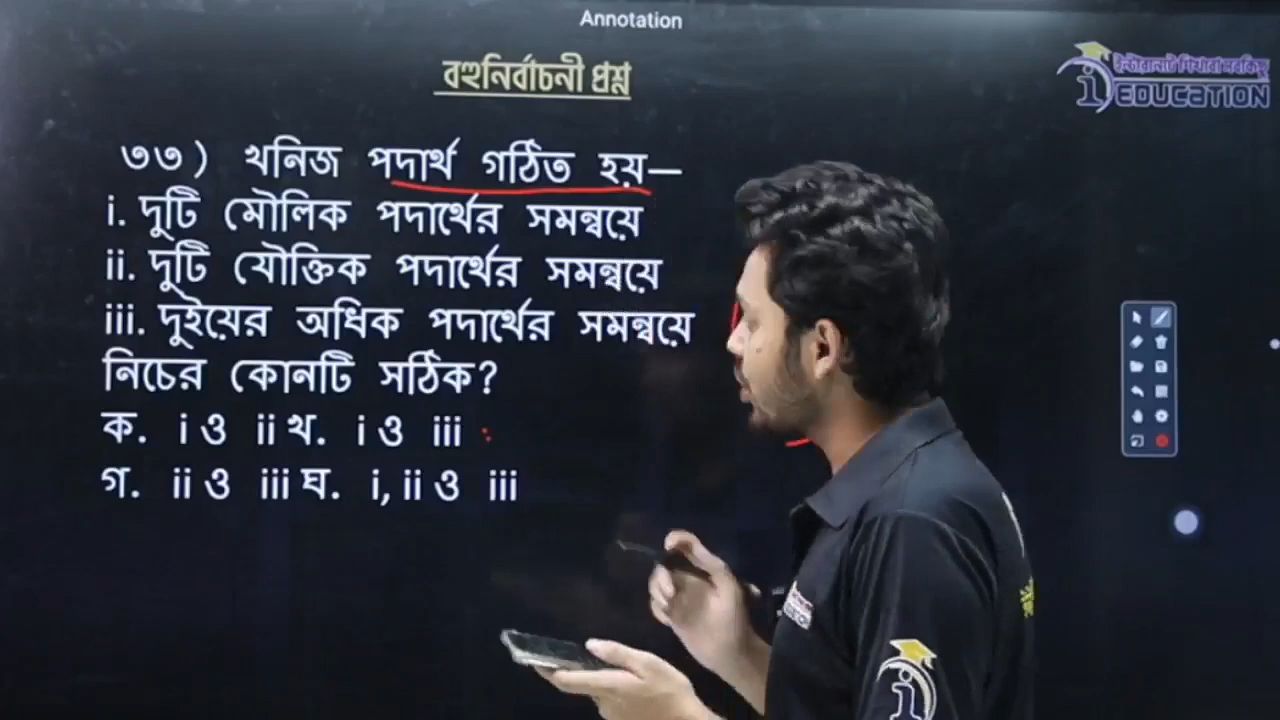 Annotation
বহুনির্বাচনী প্রশ্ন
EDUCATION
৩৩) খনিজ পদার্থ গঠিত হয়—
i. দুটি মৌলিক পদার্থের সমন্বয়ে
ii. দুটি যৌক্তিক পদার্থের সমন্বয়ে
iii. দুইয়ের অধিক পদার্থের সমন্বয়ে
নিচের কোনটি সঠিক?
ক. i ও ii খ. i ও iii
গ. ii ও iii ঘ. i, ii ও iii